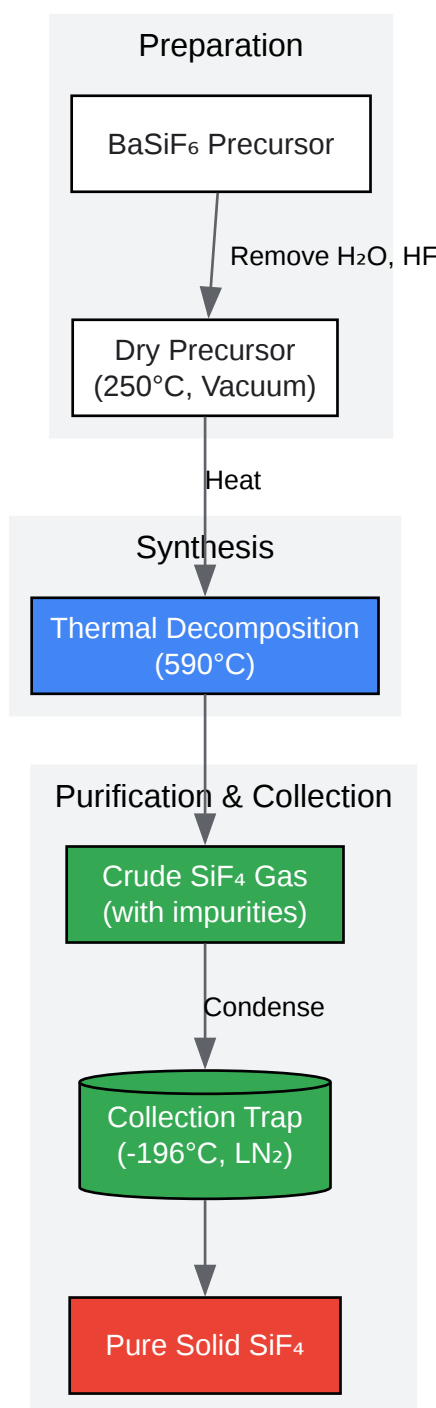 Preparation
BaSiF₆ Precursor
Remove H₂O, HF
Dry Precursor
(250°C, Vacuum)
Heat
Synthesis
Thermal Decomposition
(590°C)
Purification & Collection
Crude SiF₄ Gas
(with impurities)
Condense
Collection Trap
(-196°C, LN₂)
Pure Solid SiF₄